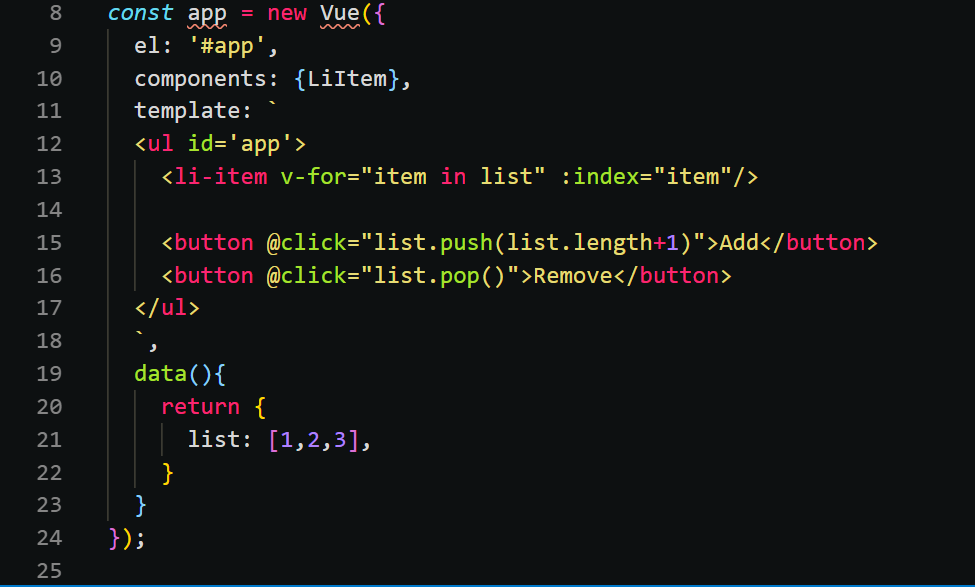 8 const app = new Vue({
9 el: '#app',
10 components: {LiItem},
11 template: `
12 <ul id='app'>
13 <li-item v-for="item in list" :index="item"/>
14
15 <button @click="list.push(list.length+1)">Add</button>
16 <button @click="list.pop()">Remove</button>
17 </ul>
18 `,
19 data(){
20 return {
21 list: [1,2,3],
22 }
23 }
24 });
25